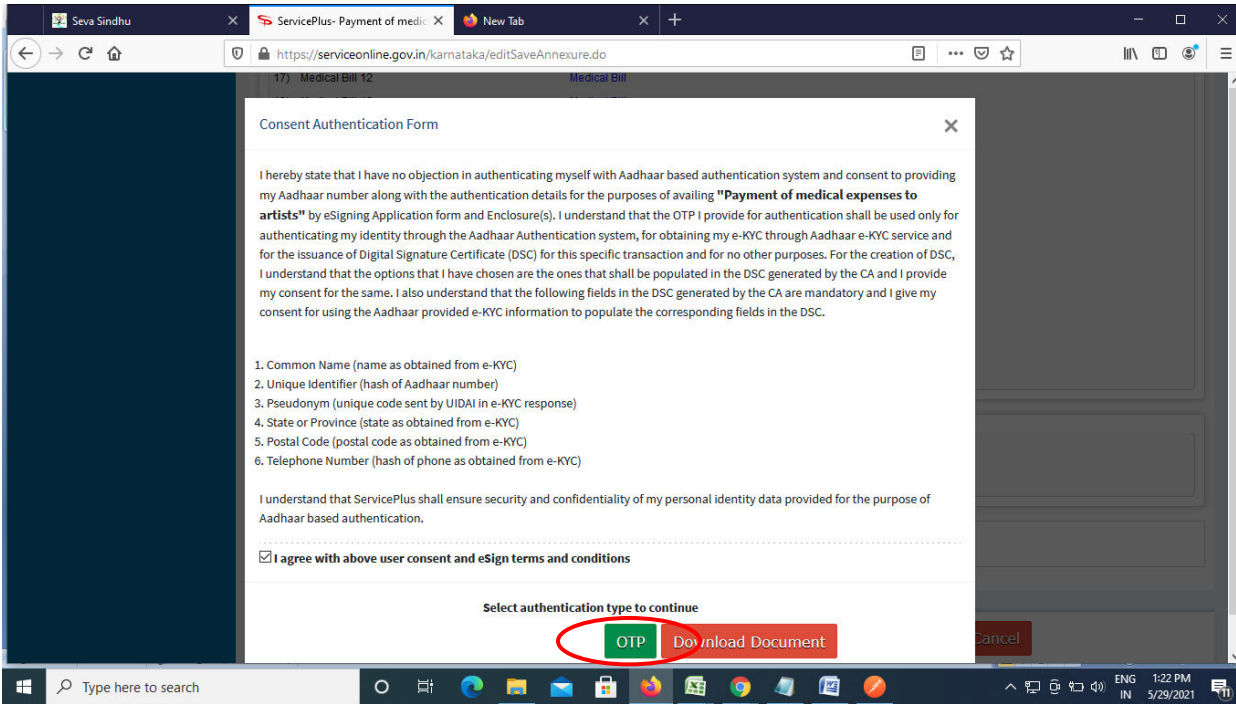 Seva Sindhu
ServicePlus- Payment of medic
New Tab
https://serviceonline.gov.in/karnataka/editSaveAnnexure.do
17) Medical Bill 12 Medical Bill
Consent Authentication Form
I hereby state that I have no objection in authenticating myself with Aadhaar based authentication system and consent to providing
my Aadhaar number along with the authentication details for the purposes of availing "Payment of medical expenses to
artists" by eSigning Application form and Enclosure(s). I understand that the OTP I provide for authentication shall be used only for
authenticating my identity through the Aadhaar Authentication system, for obtaining my e-KYC through Aadhaar e-KYC service and
for the issuance of Digital Signature Certificate (DSC) for this specific transaction and for no other purposes. For the creation of DSC,
I understand that the options that I have chosen are the ones that shall be populated in the DSC generated by the CA and I provide
my consent for the same. I also understand that the following fields in the DSC generated by the CA are mandatory and I give my
consent for using the Aadhaar provided e-KYC information to populate the corresponding fields in the DSC.
1. Common Name (name as obtained from e-KYC)
2. Unique Identifier (hash of Aadhaar number)
3. Pseudonym (unique code sent by UIDAI in e-KYC response)
4. State or Province (state as obtained from e-KYC)
5. Postal Code (postal code as obtained from e-KYC)
6. Telephone Number (hash of phone as obtained from e-KYC)
I understand that ServicePlus shall ensure security and confidentiality of my personal identity data provided for the purpose of
Aadhaar based authentication.
I agree with above user consent and eSign terms and conditions
Select authentication type to continue
OTP Download Document
Cancel
Type here to search
ENG 1:22 PM
IN 5/29/2021
11